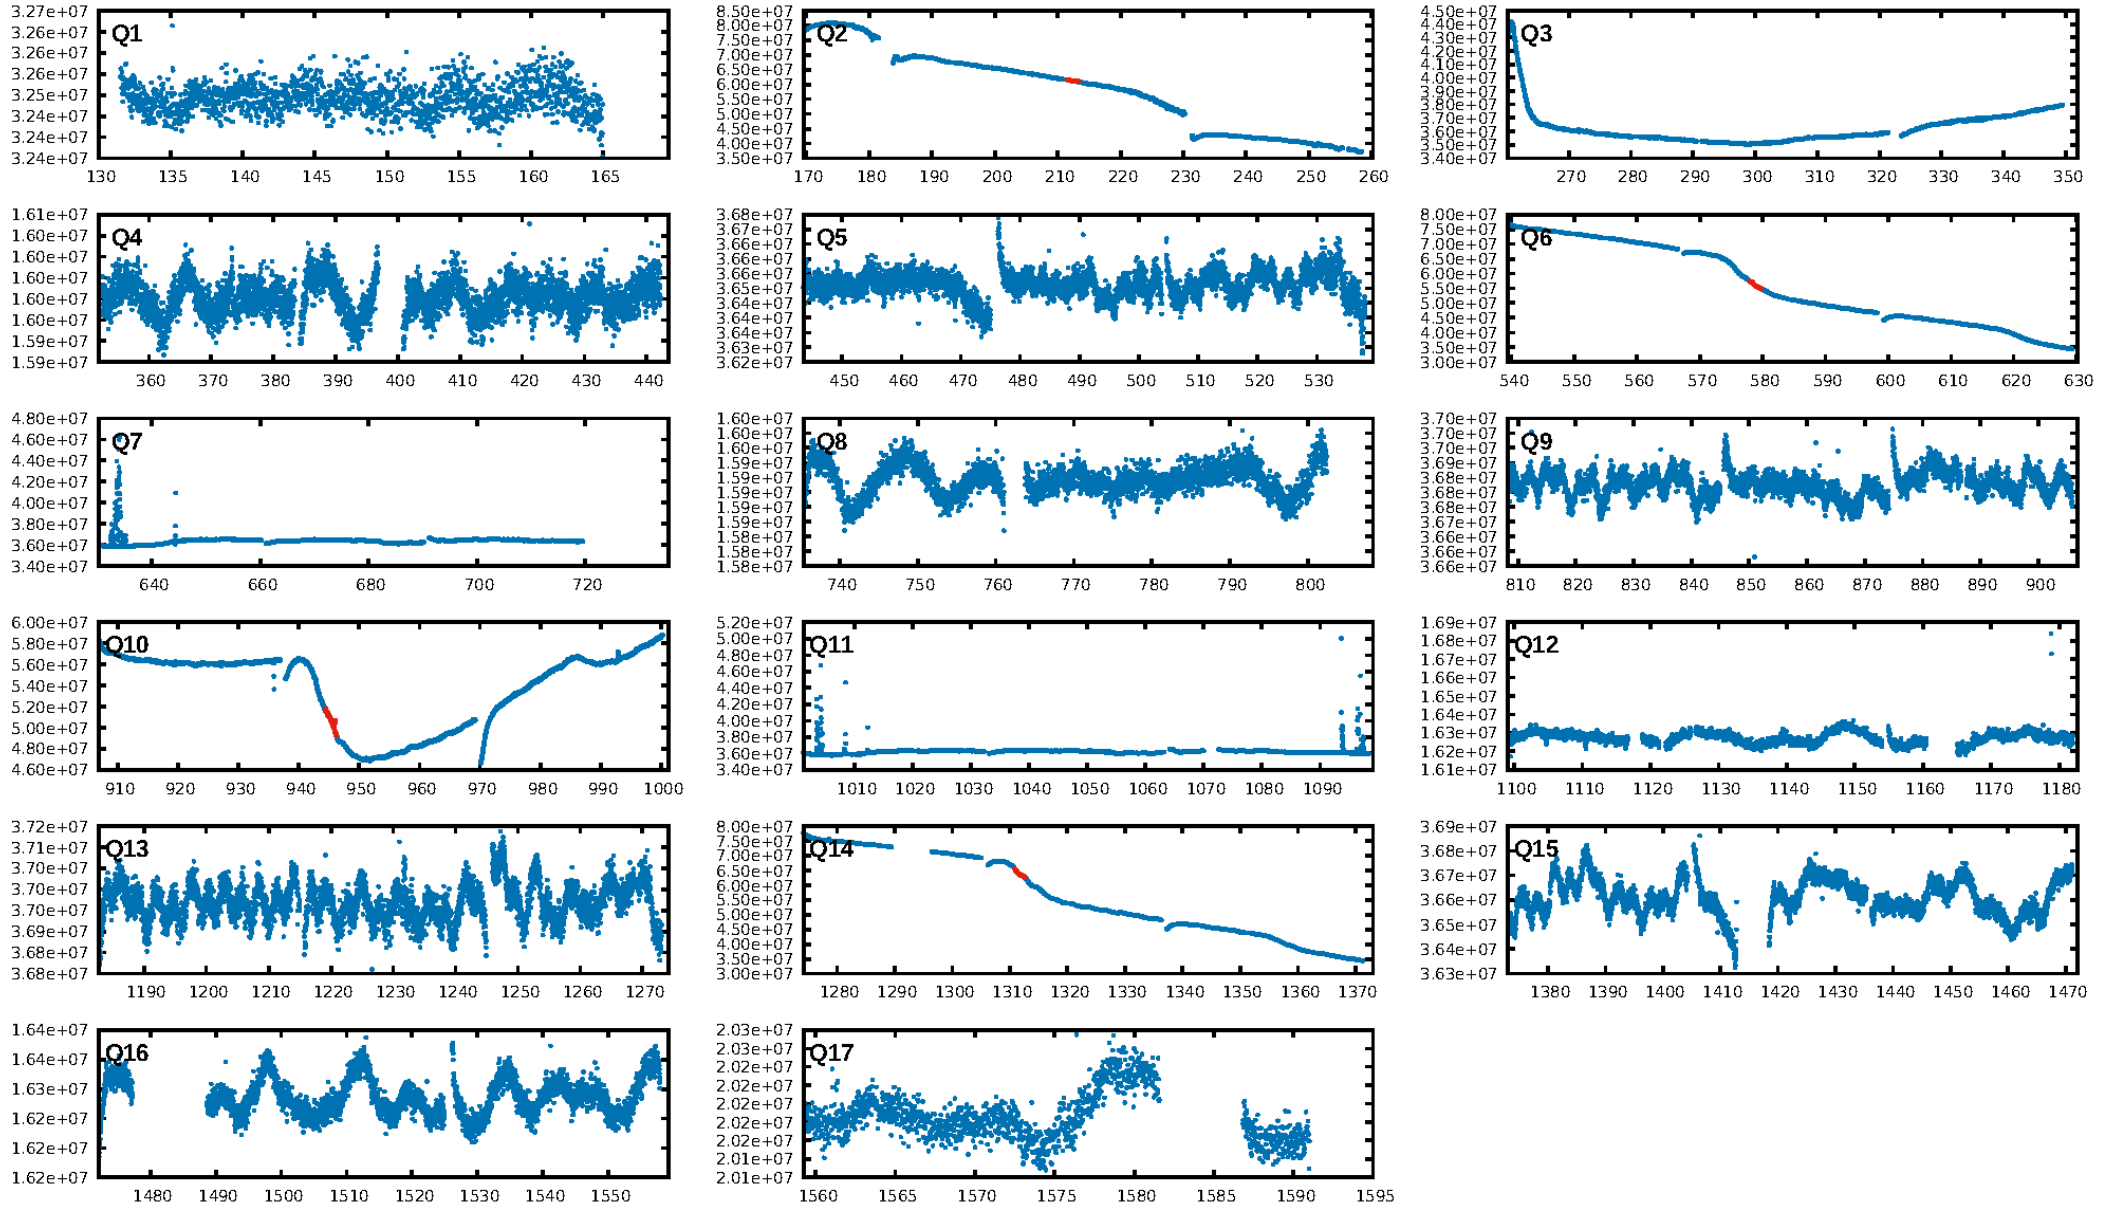 3.27e+07
3.26e+07
3.26e+07
3.26e+07
3.25e+07
3.24e+07
3.24e+07
3.24e+07
Q1
130 135 140 145 150 155 160 165
8.50e+07
8.00e+07
7.50e+07
7.00e+07
6.50e+07
6.00e+07
5.50e+07
5.00e+07
4.50e+07
4.00e+07
3.50e+07
Q2
170 180 190 200 210 220 230 240 250 260
4.50e+07
4.40e+07
4.30e+07
4.20e+07
4.10e+07
4.00e+07
3.90e+07
3.80e+07
3.70e+07
3.60e+07
3.50e+07
3.40e+07
Q3
270 280 290 300 310 320 330 340 350
1.61e+07
1.60e+07
1.60e+07
1.60e+07
1.60e+07
1.60e+07
1.59e+07
1.59e+07
Q4
360 370 380 390 400 410 420 430 440
3.68e+07
3.67e+07
3.66e+07
3.66e+07
3.65e+07
3.64e+07
3.64e+07
3.63e+07
3.62e+07
Q5
450 460 470 480 490 500 510 520 530
8.00e+07
7.50e+07
7.00e+07
6.50e+07
6.00e+07
5.50e+07
5.00e+07
4.50e+07
4.00e+07
3.50e+07
3.00e+07
Q6
540 550 560 570 580 590 600 610 620 630
4.80e+07
4.60e+07
4.40e+07
4.20e+07
4.00e+07
3.80e+07
3.60e+07
3.40e+07
Q7
640 660 680 700 720
1.60e+07
1.60e+07
1.59e+07
1.59e+07
1.59e+07
1.59e+07
1.59e+07
1.58e+07
1.58e+07
1.58e+07
Q8
740 750 760 770 780 790 800
3.70e+07
3.70e+07
3.69e+07
3.69e+07
3.68e+07
3.68e+07
3.67e+07
3.67e+07
3.66e+07
3.66e+07
Q9
810 820 830 840 850 860 870 880 890 900
6.00e+07
5.80e+07
5.60e+07
5.40e+07
5.20e+07
5.00e+07
4.80e+07
4.60e+07
Q10
910 920 930 940 950 960 970 980 990 1000
5.20e+07
5.00e+07
4.80e+07
4.60e+07
4.40e+07
4.20e+07
4.00e+07
3.80e+07
3.60e+07
3.40e+07
Q11
1010 1020 1030 1040 1050 1060 1070 1080 1090
1.69e+07
1.68e+07
1.67e+07
1.66e+07
1.65e+07
1.64e+07
1.63e+07
1.62e+07
1.61e+07
Q12
1100 1110 1120 1130 1140 1150 1160 1170 1180
3.72e+07
3.71e+07
3.70e+07
3.70e+07
3.69e+07
3.69e+07
3.68e+07
3.68e+07
Q13
1190 1200 1210 1220 1230 1240 1250 1260 1270
8.00e+07
7.50e+07
7.00e+07
6.50e+07
6.00e+07
5.50e+07
5.00e+07
4.50e+07
4.00e+07
3.50e+07
3.00e+07
Q14
1280 1290 1300 1310 1320 1330 1340 1350 1360 1370
3.69e+07
3.68e+07
3.67e+07
3.66e+07
3.65e+07
3.64e+07
3.63e+07
Q15
1380 1390 1400 1410 1420 1430 1440 1450 1460 1470
1.64e+07
1.64e+07
1.63e+07
1.62e+07
1.62e+07
1.62e+07
Q16
1480 1490 1500 1510 1520 1530 1540 1550
2.03e+07
2.03e+07
2.02e+07
2.02e+07
2.02e+07
2.02e+07
2.02e+07
2.01e+07
2.01e+07
Q17
1560 1565 1570 1575 1580 1585 1590 1595